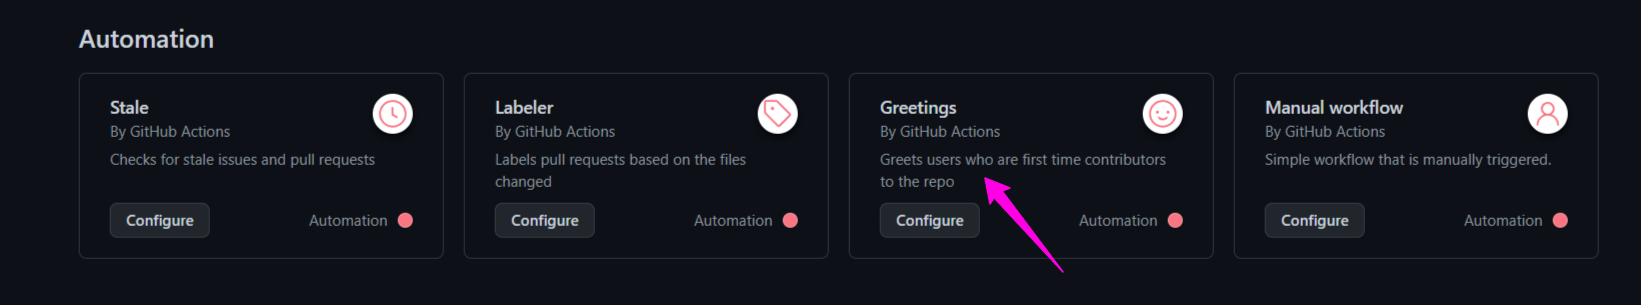 Automation
Stale
By GitHub Actions
Checks for stale issues and pull requests
Configure
Automation
Labeler
By GitHub Actions
Labels pull requests based on the files
changed
Configure
Automation
Greetings
By GitHub Actions
Greets users who are first time contributors
to the repo
Configure
Automation
Manual workflow
By GitHub Actions
Simple workflow that is manually triggered.
Configure
Automation